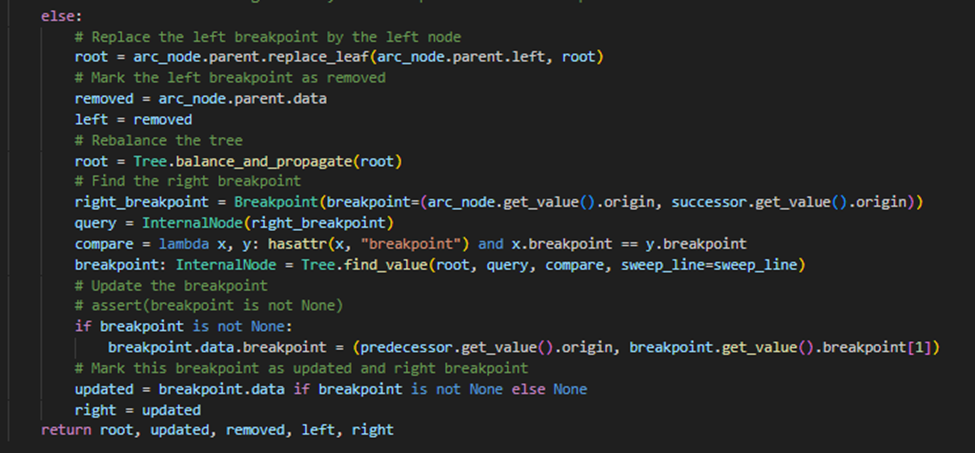 else:
# Replace the left breakpoint by the left node
root = arc_node.parent.replace_leaf(arc_node.parent.left, root)
# Mark the left breakpoint as removed
removed = arc_node.parent.data
left = removed
# Rebalance the tree
root = Tree.balance_and_propagate(root)
# Find the right breakpoint
right_breakpoint = Breakpoint(breakpoint=(arc_node.get_value().origin, successor.get_value().origin))
query = InternalNode(right_breakpoint)
compare = lambda x, y: hasattr(x, "breakpoint") and x.breakpoint == y.breakpoint
breakpoint: InternalNode = Tree.find_value(root, query, compare, sweep_line=sweep_line)
# Update the breakpoint
# assert(breakpoint is not None)
if breakpoint is not None:
breakpoint.data.breakpoint = (predecessor.get_value().origin, breakpoint.get_value().breakpoint[1])
# Mark this breakpoint as updated and right breakpoint
updated = breakpoint.data if breakpoint is not None else None
right = updated
return root, updated, removed, left, right